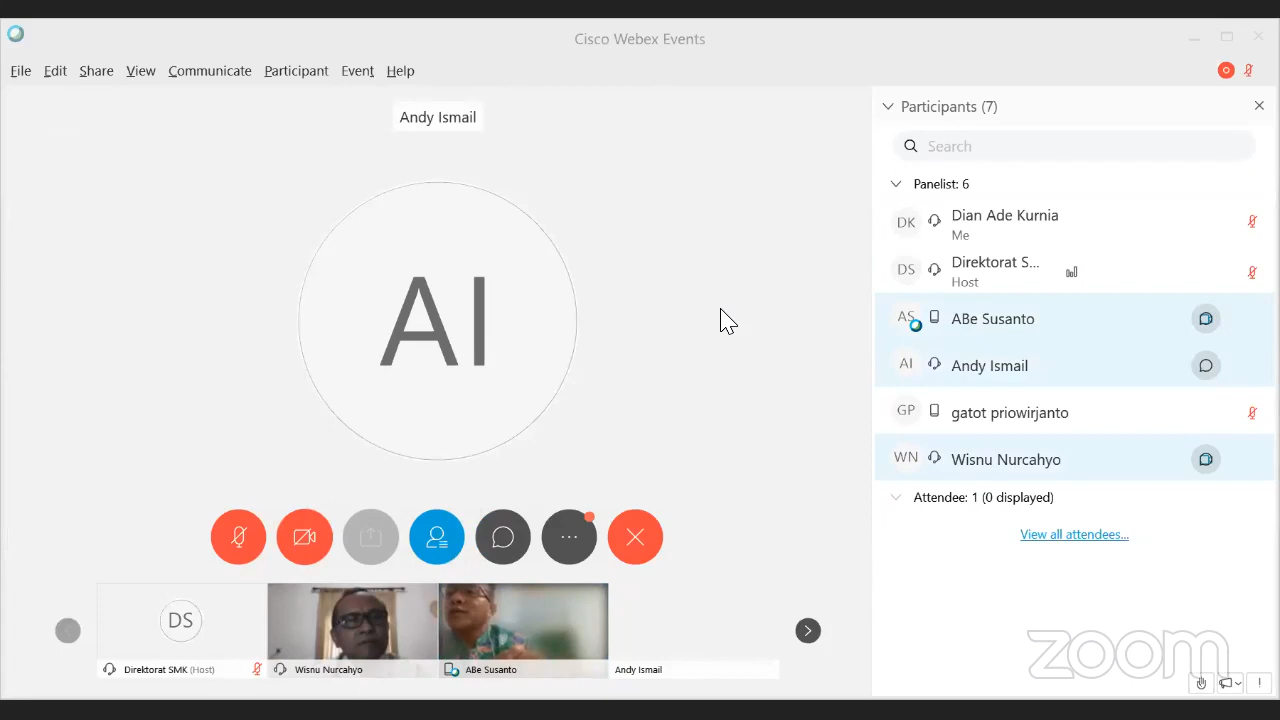 Cisco Webex Events
File Edit Share View Communicate Participant Event Help
Andy Ismail
AI
Participants (7)
Search
Panelist: 6
DK Dian Ade Kurnia
Me
DS Direktorat S...
Host
AS ABe Susanto
AI Andy Ismail
GP gatot priowirjanto
WN Wisnu Nurcahyo
Attendee: 1 (0 displayed)
View all attendees...
DS
Direktorat SMK (Host)
Wisnu Nurcahyo
ABe Susanto
Andy Ismail
zoom